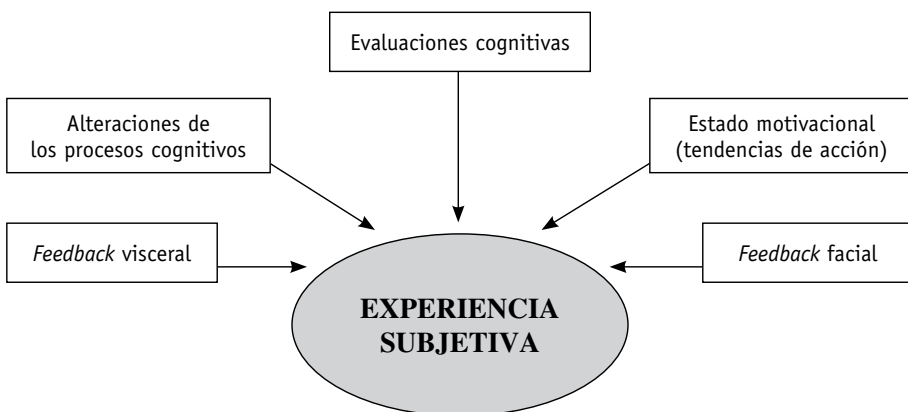 Evaluaciones cognitivas
Alteraciones de
los procesos cognitivos
Estado motivacional
(tendencias de acción)
Feedback visceral
Feedback facial
EXPERIENCIA
SUBJETIVA